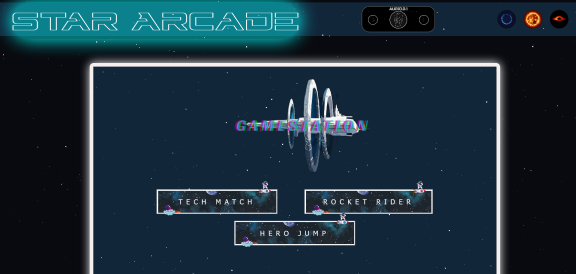 STAR ARCADE
GAMESTATION
TECH MATCH
ROCKET RIDER
HERO JUMP